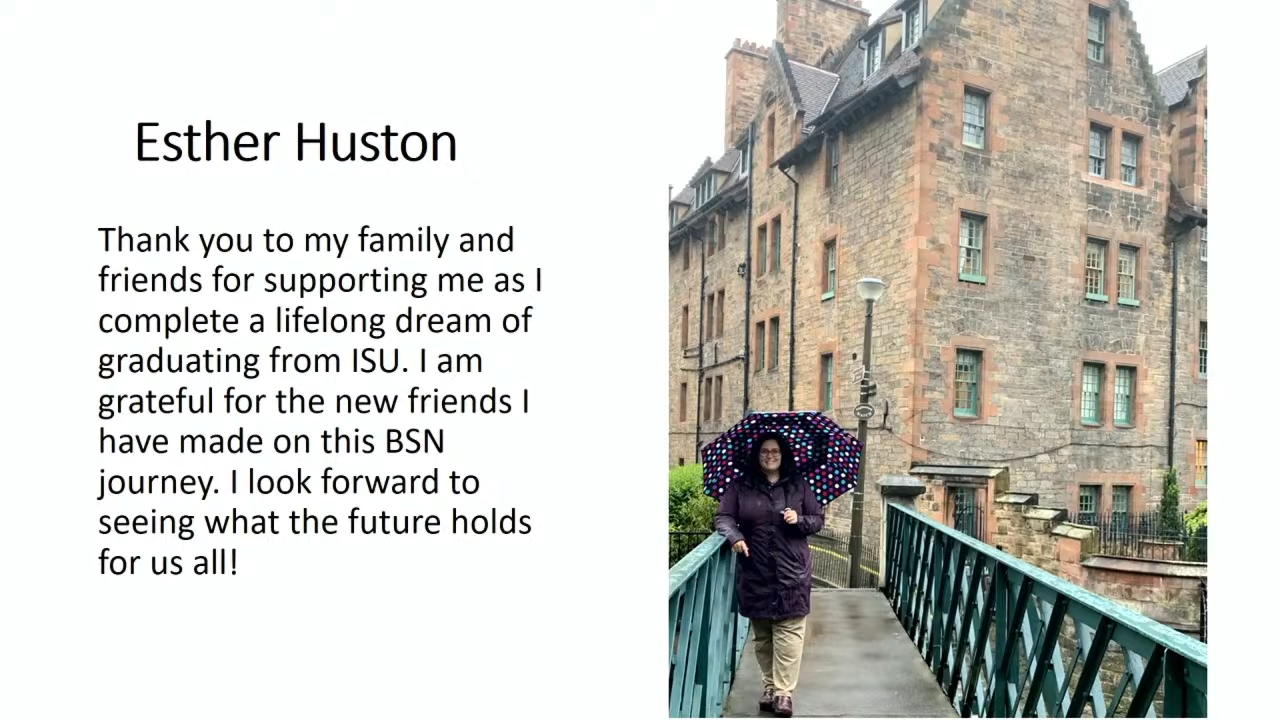 Esther Huston
Thank you to my family and
friends for supporting me as I
complete a lifelong dream of
graduating from ISU. I am
grateful for the new friends I
have made on this BSN
journey. I look forward to
seeing what the future holds
for us all!